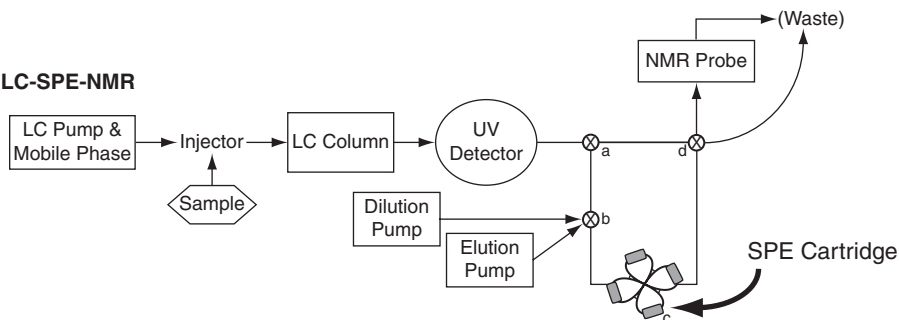 (Waste)
NMR Probe
LC-SPE-NMR
LC Pump &
Mobile Phase
Injector
LC Column
UV
Detector
a
d
Sample
Dilution
Pump
b
Elution
Pump
SPE Cartridge
c